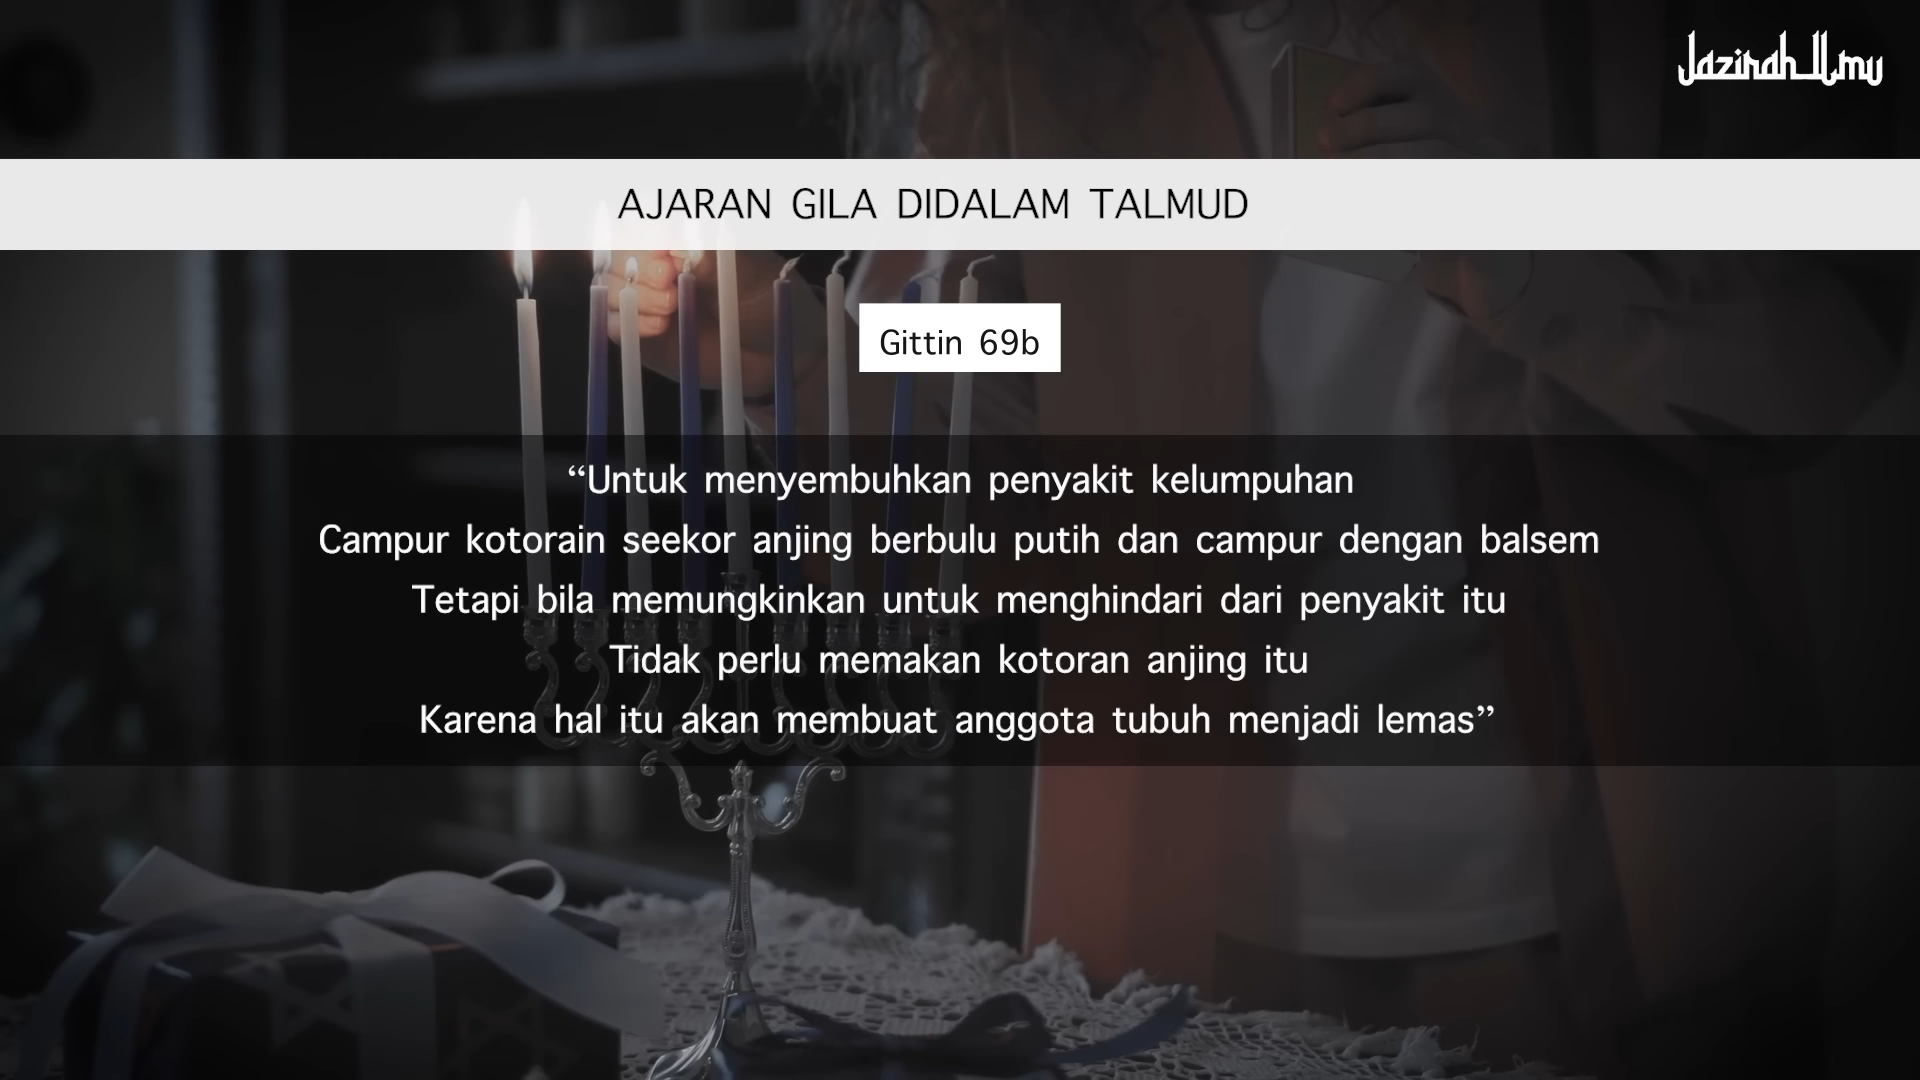 Jazirah Ilmu
AJARAN GILA DIDALAM TALMUD
Gittin 69b
“Untuk menyembuhkan penyakit kelumpuhan
Campur kotorain seekor anjing berbulu putih dan campur dengan balsem
Tetapi bila memungkinkan untuk menghindari dari penyakit itu
Tidak perlu memakan kotoran anjing itu
Karena hal itu akan membuat anggota tubuh menjadi lemas”